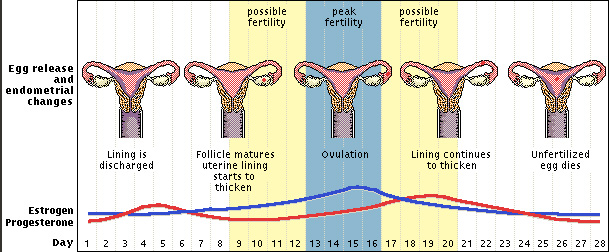 possible
fertility
peak
fertility
possible
fertility
Egg release
and
endometrial
changes
Lining is
discharged
Follicle matures
uterine lining
starts to
thicken
Ovulation
Lining continues
to thicken
Unfertilized
egg dies
Estrogen
Progesterone
Day 1 2 3 4 5 6 7 8 9 10 11 12 13 14 15 16 17 18 19 20 21 22 23 24 25 26 27 28